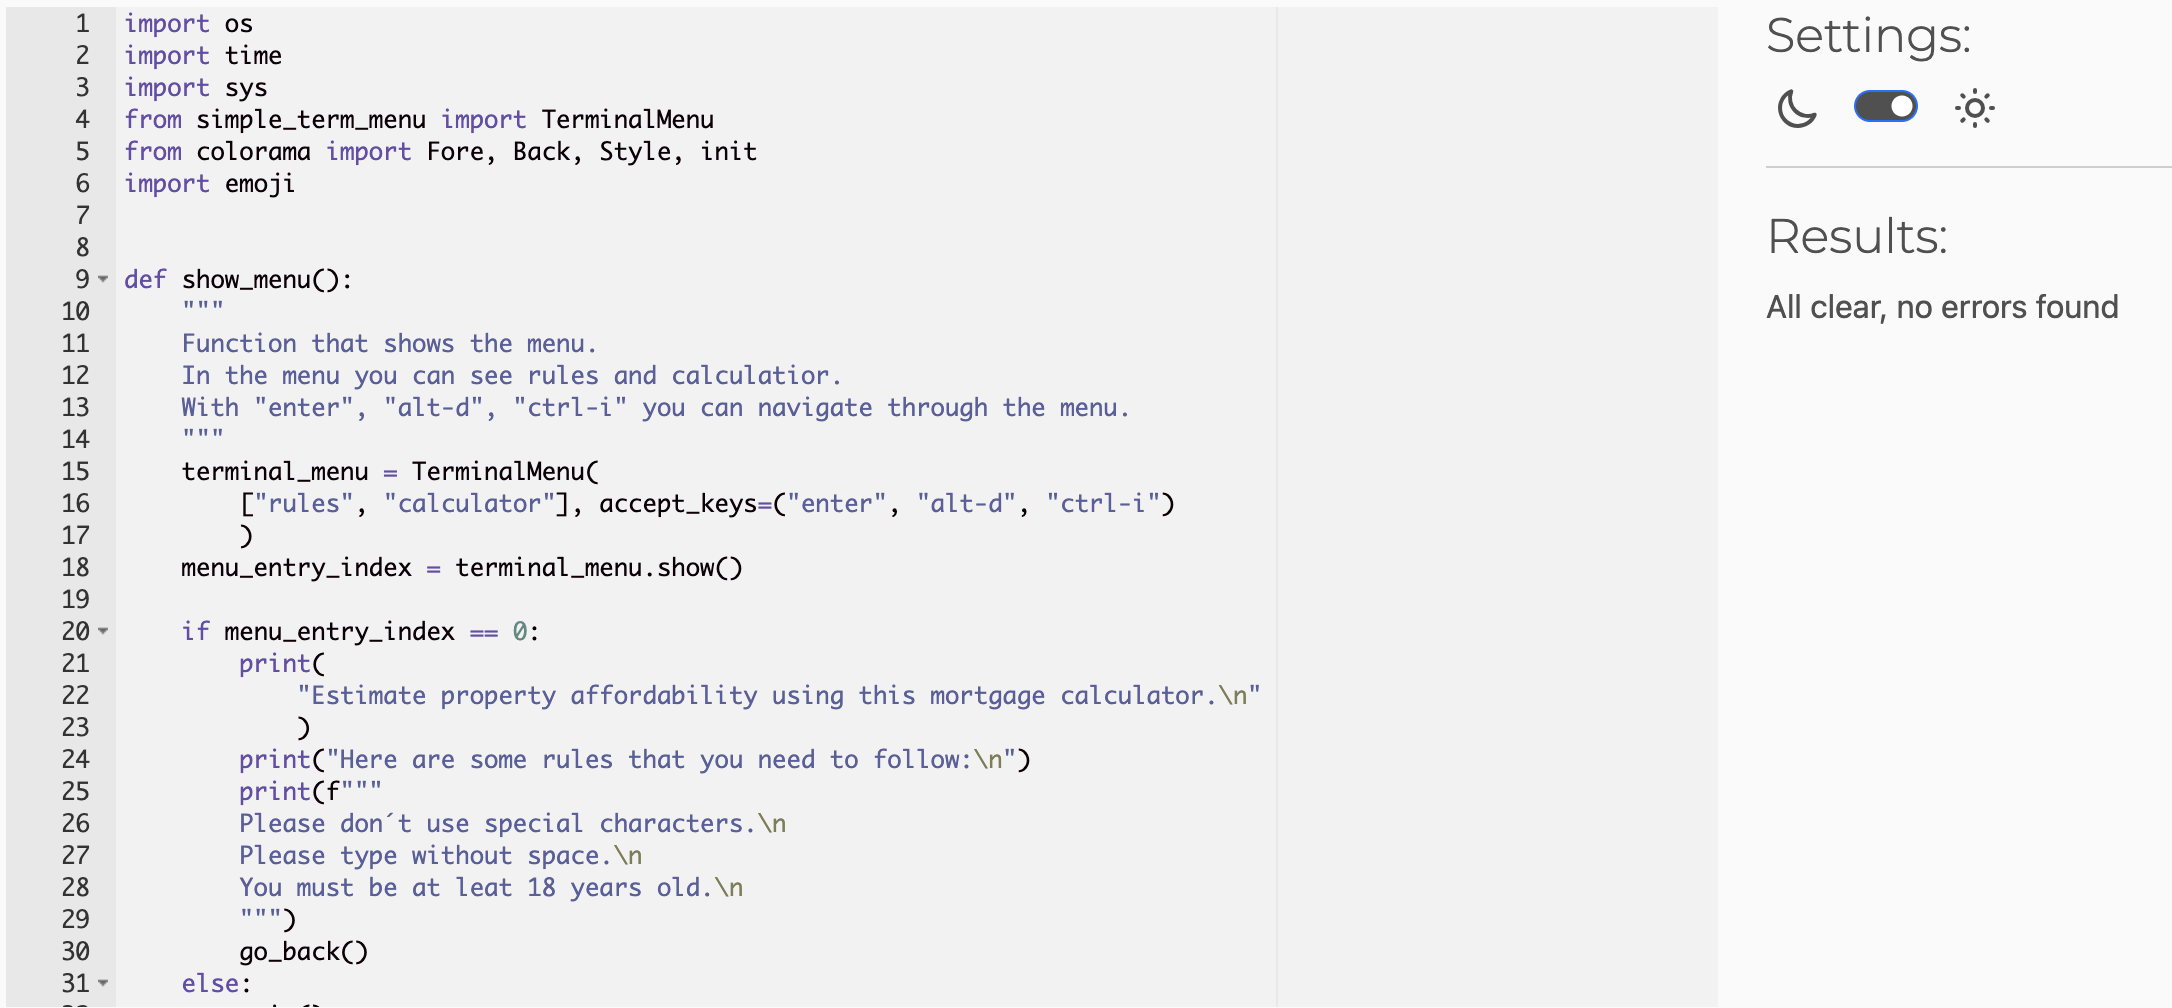 1 import os
2 import time
3 import sys
4 from simple_term_menu import TerminalMenu
5 from colorama import Fore, Back, Style, init
6 import emoji
7
8
9 def show_menu():
10     """
11     Function that shows the menu.
12     In the menu you can see rules and calculatior.
13     With "enter", "alt-d", "ctrl-i" you can navigate through the menu.
14     """
15     terminal_menu = TerminalMenu(
16         ["rules", "calculator"], accept_keys=("enter", "alt-d", "ctrl-i")
17         )
18     menu_entry_index = terminal_menu.show()
19
20     if menu_entry_index == 0:
21         print(
22             "Estimate property affordability using this mortgage calculator.\n"
23             )
24         print("Here are some rules that you need to follow:\n")
25         print(f"""
26         Please don´t use special characters.\n
27         Please type without space.\n
28         You must be at leat 18 years old.\n
29         """)
30         go_back()
31     else:
Settings:
Results:
All clear, no errors found